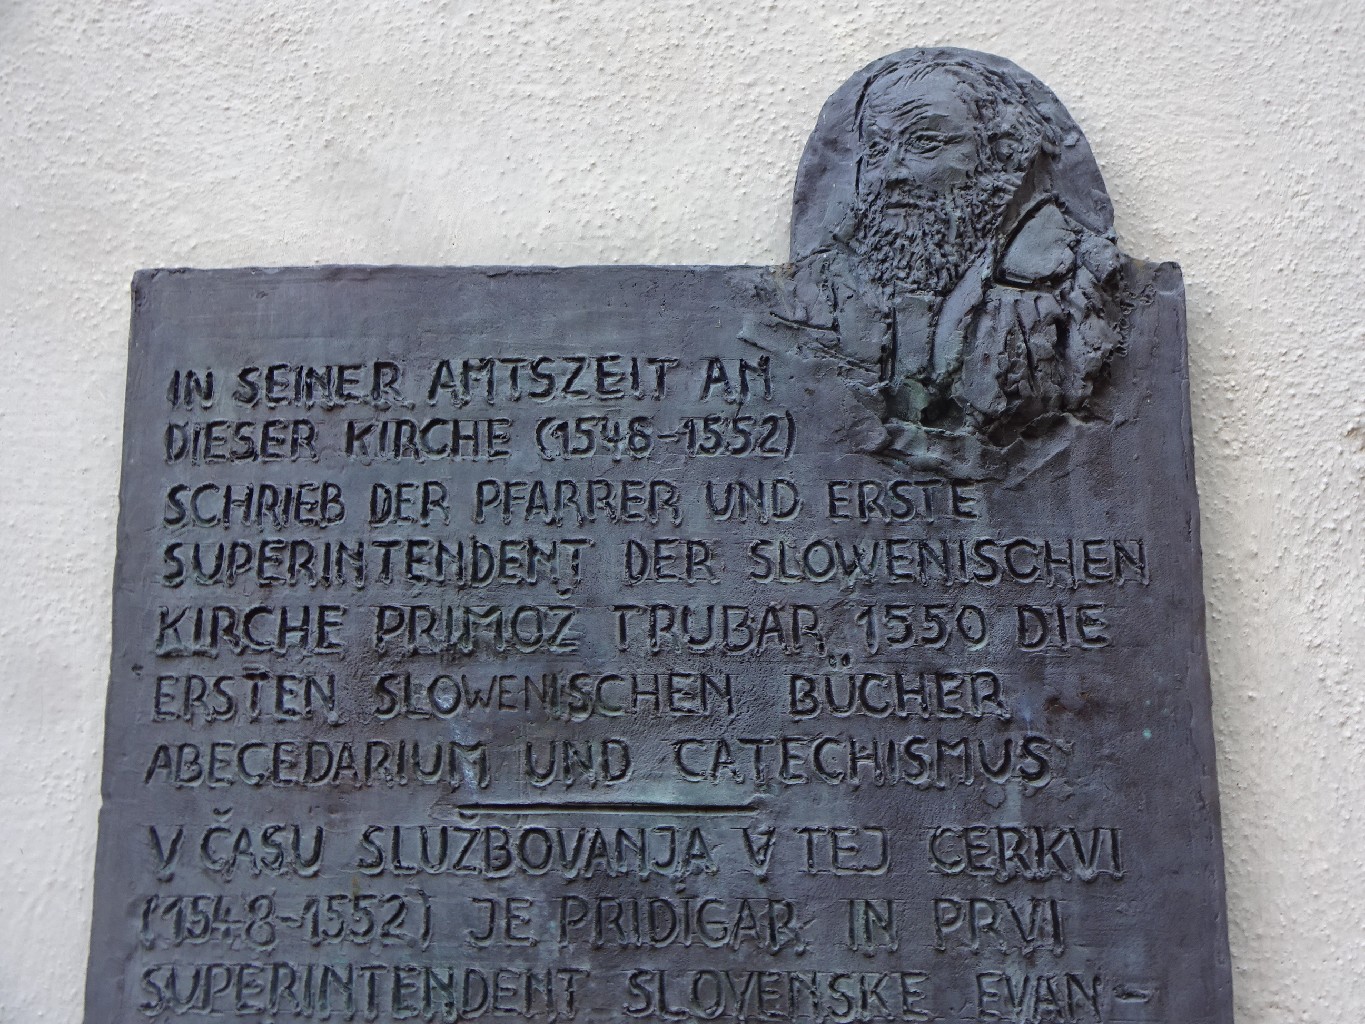 IN SEINER AMTSZEIT AM
DIESER KIRCHE (1548-1552)
SCHRIEB DER PFARRER UND ERSTE
SUPERINTENDENT DER SLOWENISCHEN
KIRCHE PRIMOZ TRUBAR 1550 DIE
ERSTEN SLOWENISCHEN BÜCHER
ABECEDARIUM UND CATECHISMUS
V ČASU SLUŽBOVANJA V TEJ CERKVI
(1548-1552) JE PRIDIGAR IN PRVI
SUPERINTENDENT SLOVENSKE EVAN-